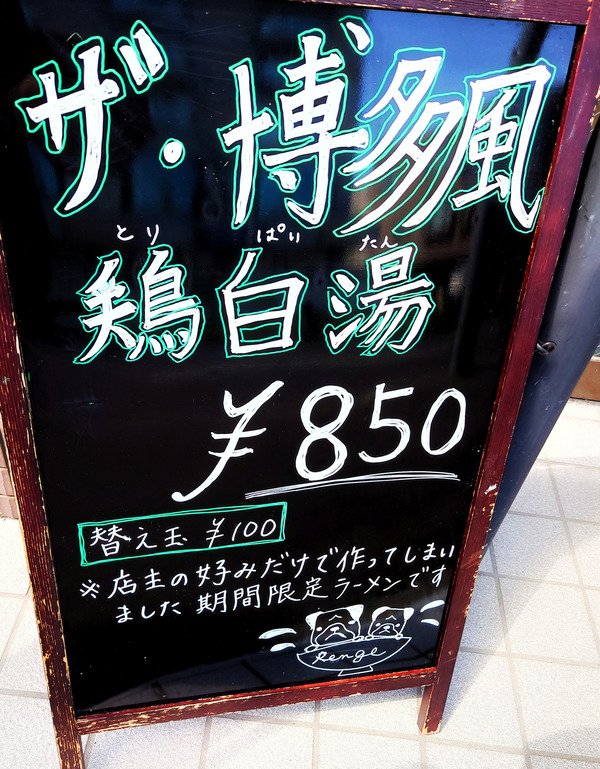 ザ・博多風
とり ぱい たん
鶏白湯
¥850
替え玉 ¥100
※店主の好みだけで作ってしまい
ました 期間限定ラーメンです
Renge